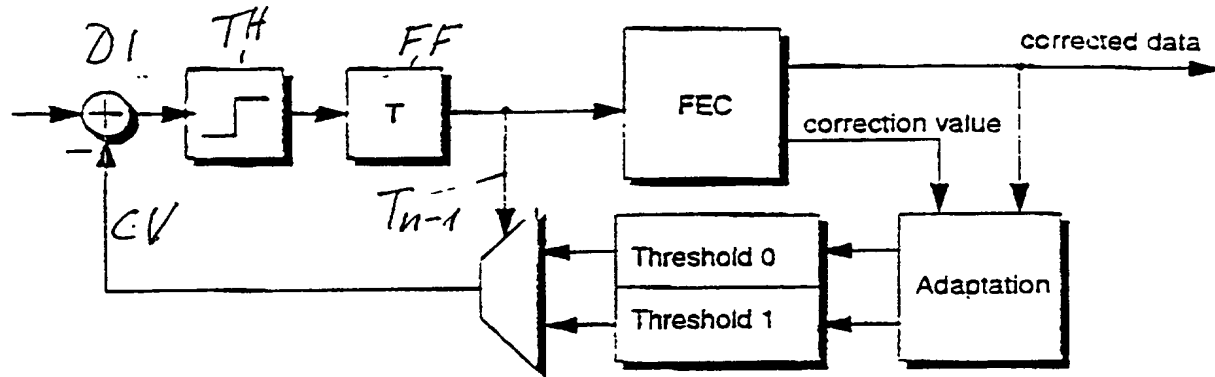 DI
TH
FF
T
FEC
corrected data
correction value
Tn-1
CV
Threshold 0
Threshold 1
Adaptation